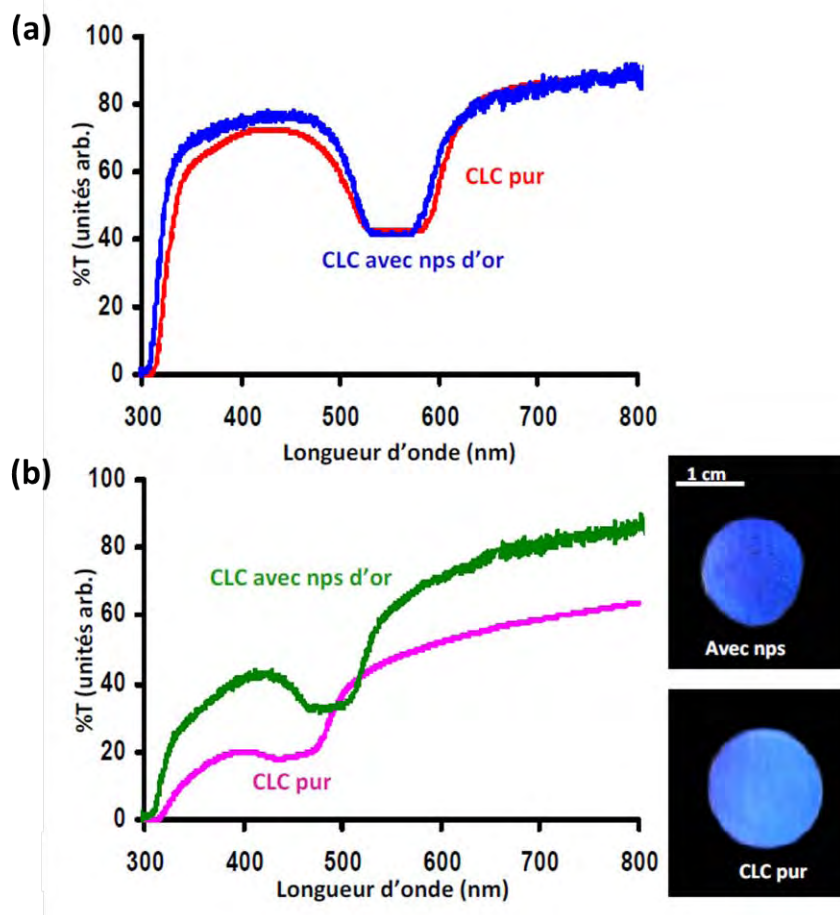 (a)
100
80
60
40
20
0
%T (unités arb.)
CLC pur
CLC avec nps d'or
300 400 500 600 700 800
Longueur d'onde (nm)
(b)
100
80
60
40
20
0
%T (unités arb.)
CLC avec nps d'or
CLC pur
300 400 500 600 700 800
Longueur d'onde (nm)
1 cm
Avec nps
CLC pur